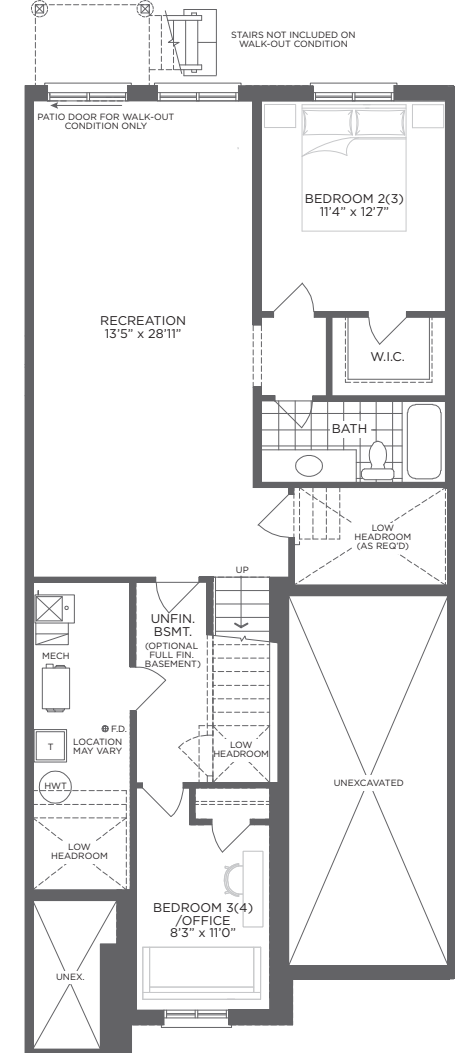 STAIRS NOT INCLUDED ON
WALK-OUT CONDITION
PATIO DOOR FOR WALK-OUT
CONDITION ONLY
BEDROOM 2(3)
11'4” x 12'7”
RECREATION
13'5” x 28'11”
W.I.C.
BATH
LOW
HEADROOM
(AS REQ'D)
UP
UNFIN.
BSMT.
(OPTIONAL
FULL FIN.
BASEMENT)
MECH
F.D.
LOCATION
MAY VARY
T
HWT
LOW
HEADROOM
UNEXCAVATED
LOW
HEADROOM
BEDROOM 3(4)
/OFFICE
8'3” x 11'0”
UNEX.